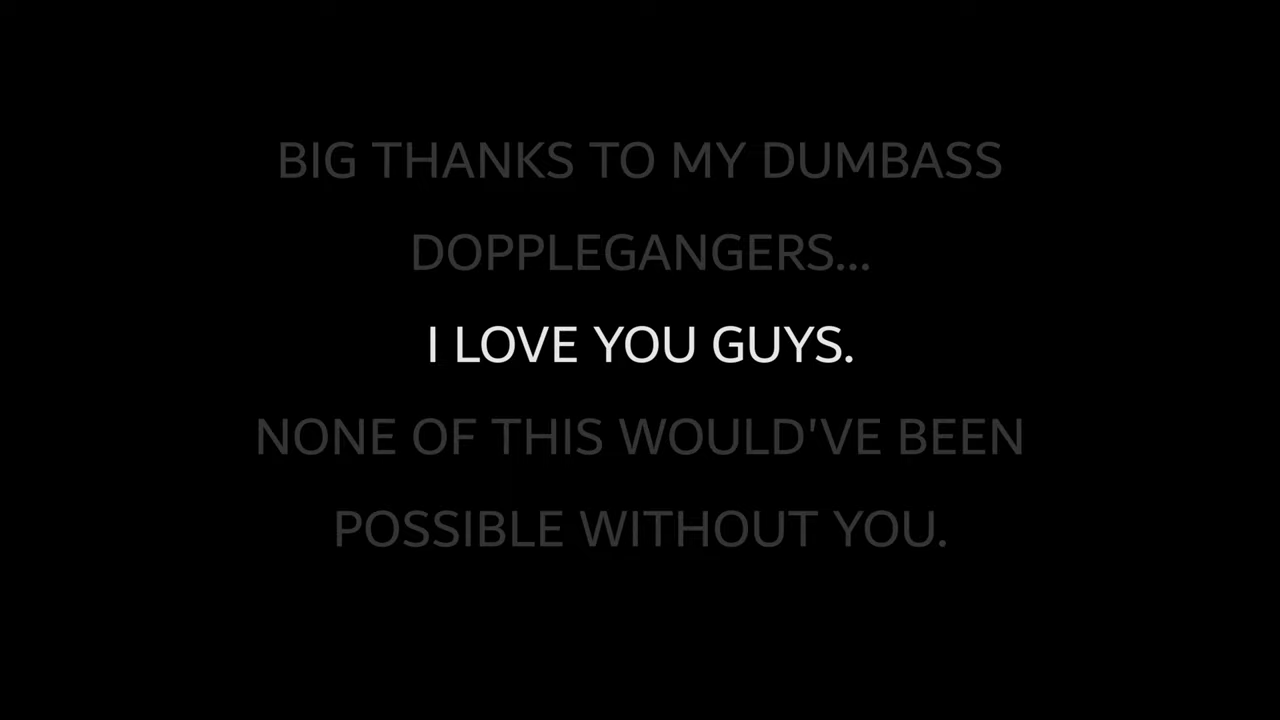 BIG THANKS TO MY DUMBASS
DOPPLEGANGERS...
I LOVE YOU GUYS.
NONE OF THIS WOULD'VE BEEN
POSSIBLE WITHOUT YOU.